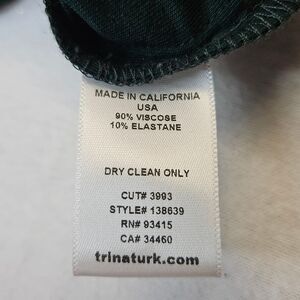 MADE IN CALIFORNIA
USA
90% VISCOSE
10% ELASTANE
DRY CLEAN ONLY
CUT# 3993
STYLE# 138639
RN# 93415
CA# 34460
trinaturk.com